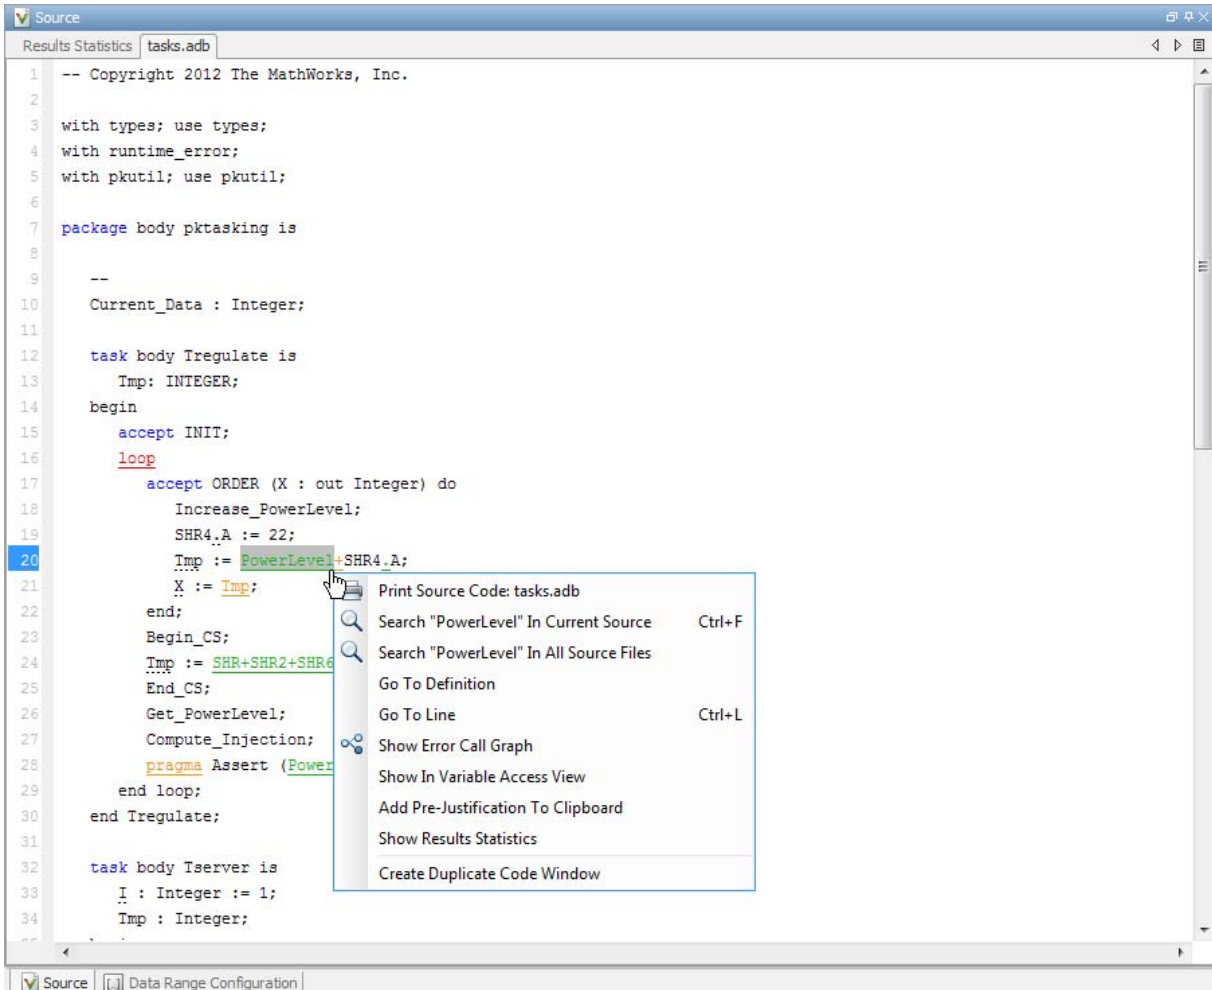 Source
Results Statistics tasks.adb
1 -- Copyright 2012 The MathWorks, Inc.
2
3 with types; use types;
4 with runtime_error;
5 with pkutil; use pkutil;
6
7 package body pktasking is
8
9 --
10 Current_Data : Integer;
11
12 task body Tregulate is
13 Tmp: INTEGER;
14 begin
15 accept INIT;
16 loop
17 accept ORDER (X : out Integer) do
18 Increase_PowerLevel;
19 SHR4.A := 22;
20 Tmp := PowerLevel+SHR4.A;
21 X := Tmp;
22 end;
23 Begin_CS;
24 Tmp := SHR+SHR2+SHR6
25 End_CS;
26 Get_PowerLevel;
27 Compute_Injection;
28 pragma Assert (Power
29 end loop;
30 end Tregulate;
31
32 task body Tserver is
33 I : Integer := 1;
34 Tmp : Integer;
Print Source Code: tasks.adb
Search "PowerLevel" In Current Source Ctrl+F
Search "PowerLevel" In All Source Files
Go To Definition
Go To Line Ctrl+L
Show Error Call Graph
Show In Variable Access View
Add Pre-Justification To Clipboard
Show Results Statistics
Create Duplicate Code Window
Source [..] Data Range Configuration